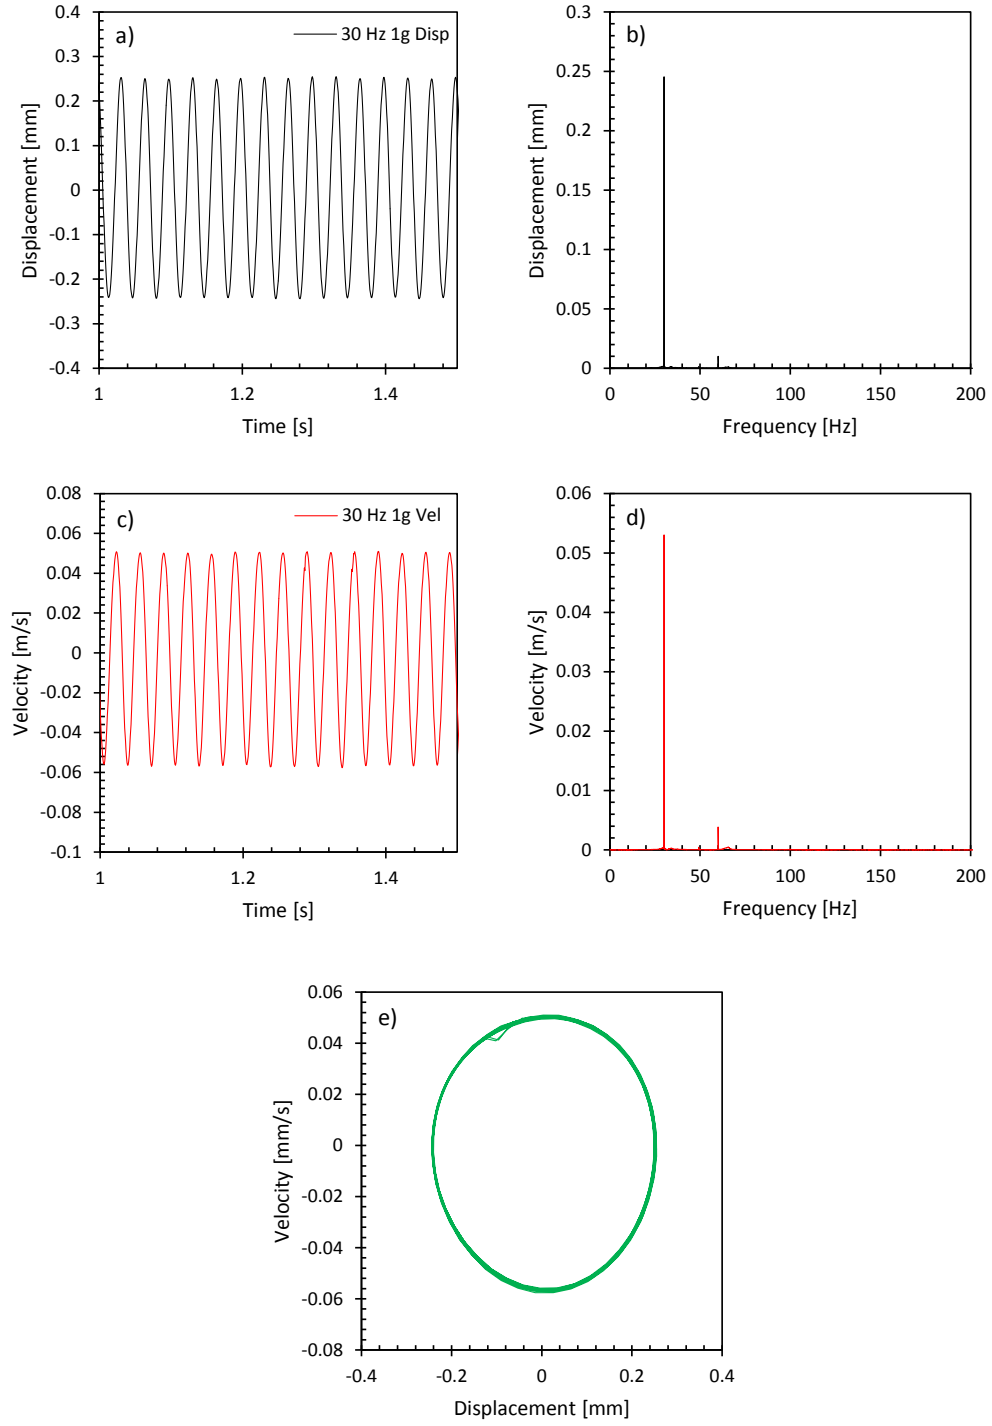 a)
30 Hz 1g Disp
0.4
0.3
0.2
0.1
0
-0.1
-0.2
-0.3
-0.4
Displacement [mm]
1 1.2 1.4
Time [s]
b)
0.3
0.25
0.2
0.15
0.1
0.05
0
Displacement [mm]
0 50 100 150 200
Frequency [Hz]
c)
30 Hz 1g Vel
0.08
0.06
0.04
0.02
0
-0.02
-0.04
-0.06
-0.08
-0.1
Velocity [m/s]
1 1.2 1.4
Time [s]
d)
0.06
0.05
0.04
0.03
0.02
0.01
0
Velocity [m/s]
0 50 100 150 200
Frequency [Hz]
e)
0.06
0.04
0.02
0
-0.02
-0.04
-0.06
-0.08
Velocity [mm/s]
-0.4 -0.2 0 0.2 0.4
Displacement [mm]